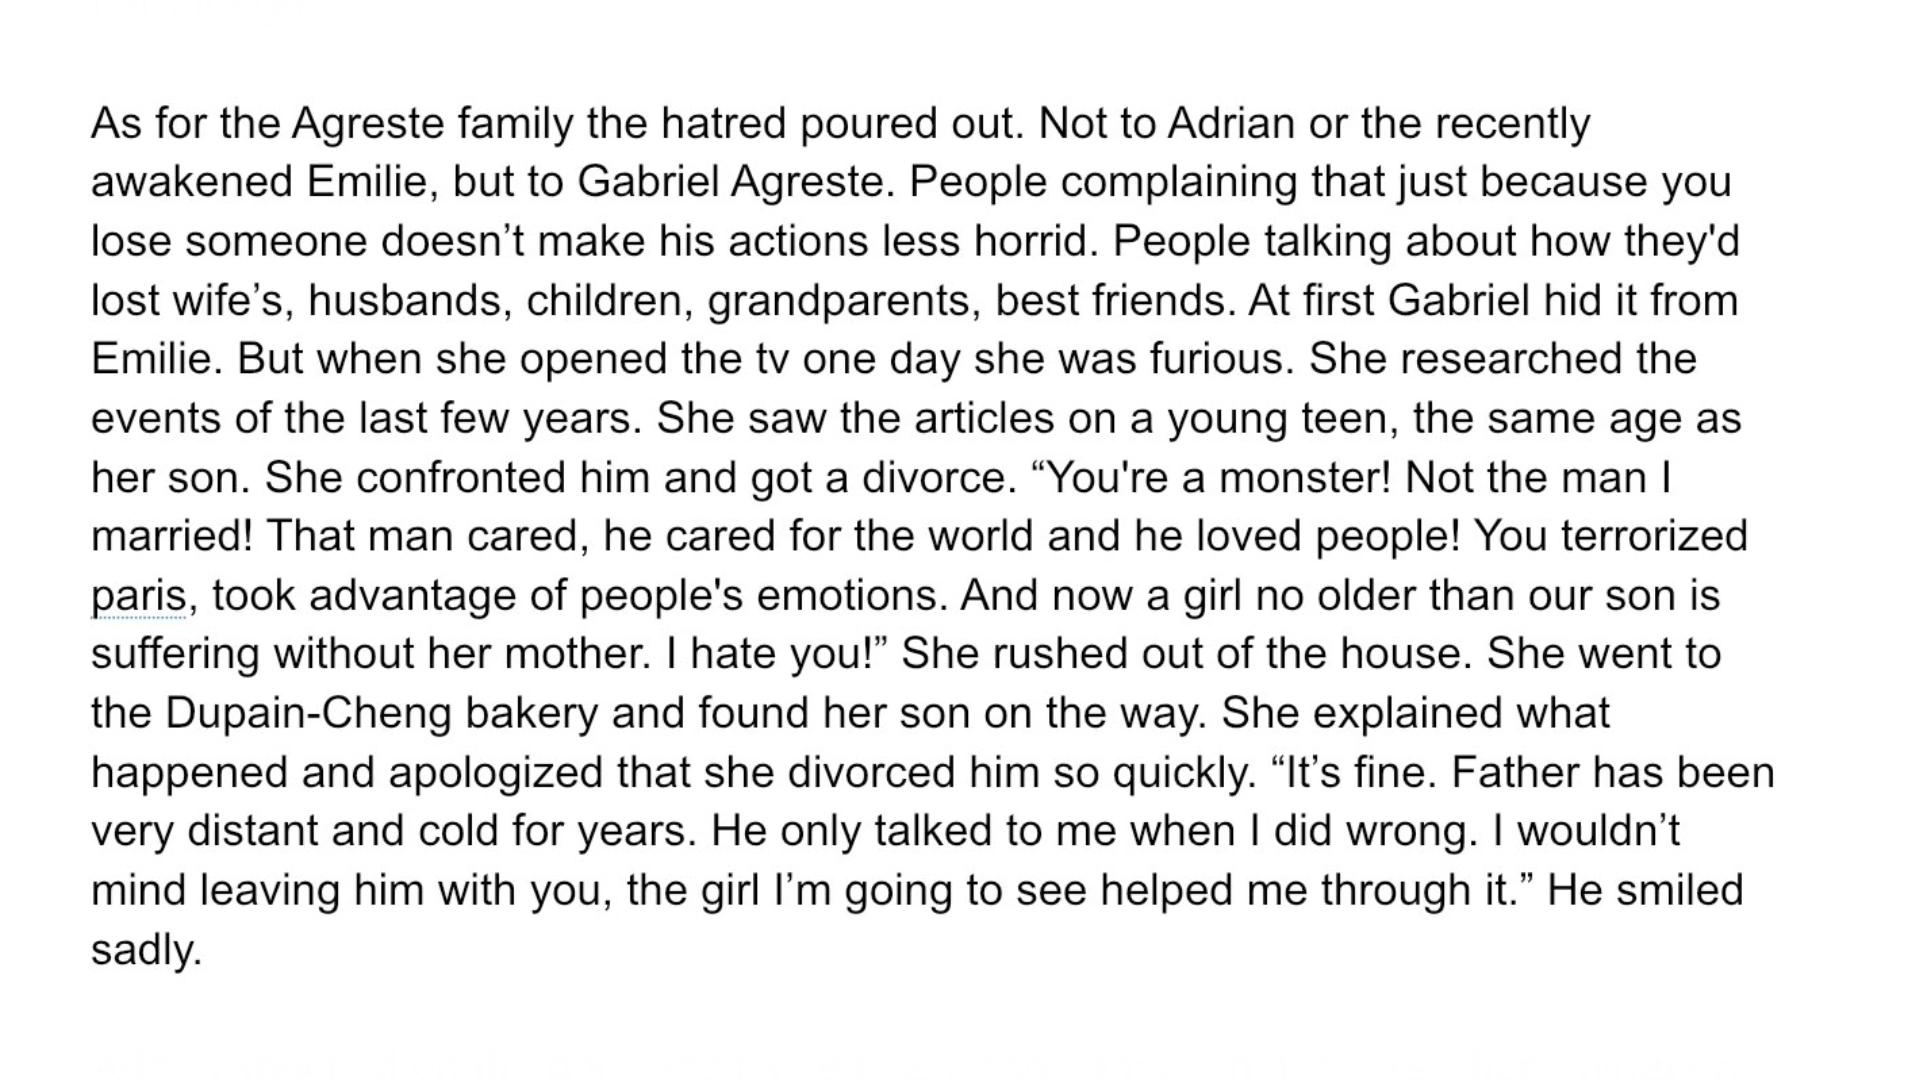 As for the Agreste family the hatred poured out. Not to Adrian or the recently
awakened Emilie, but to Gabriel Agreste. People complaining that just because you
lose someone doesn’t make his actions less horrid. People talking about how they'd
lost wife’s, husbands, children, grandparents, best friends. At first Gabriel hid it from
Emilie. But when she opened the tv one day she was furious. She researched the
events of the last few years. She saw the articles on a young teen, the same age as
her son. She confronted him and got a divorce. “You're a monster! Not the man I
married! That man cared, he cared for the world and he loved people! You terrorized
paris, took advantage of people's emotions. And now a girl no older than our son is
suffering without her mother. I hate you!” She rushed out of the house. She went to
the Dupain-Cheng bakery and found her son on the way. She explained what
happened and apologized that she divorced him so quickly. “It’s fine. Father has been
very distant and cold for years. He only talked to me when I did wrong. I wouldn’t
mind leaving him with you, the girl I’m going to see helped me through it.” He smiled
sadly.